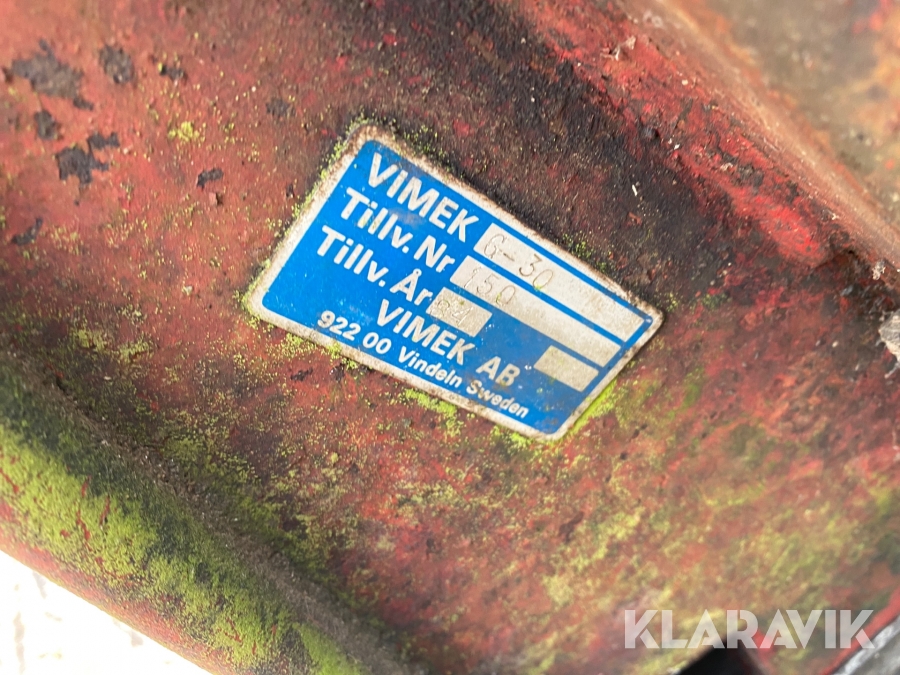 VIMEK G-30
Tillv. Nr 150
Tillv. År
VIMEK AB
922 00 Vindeln Sweden
KLARAVIK